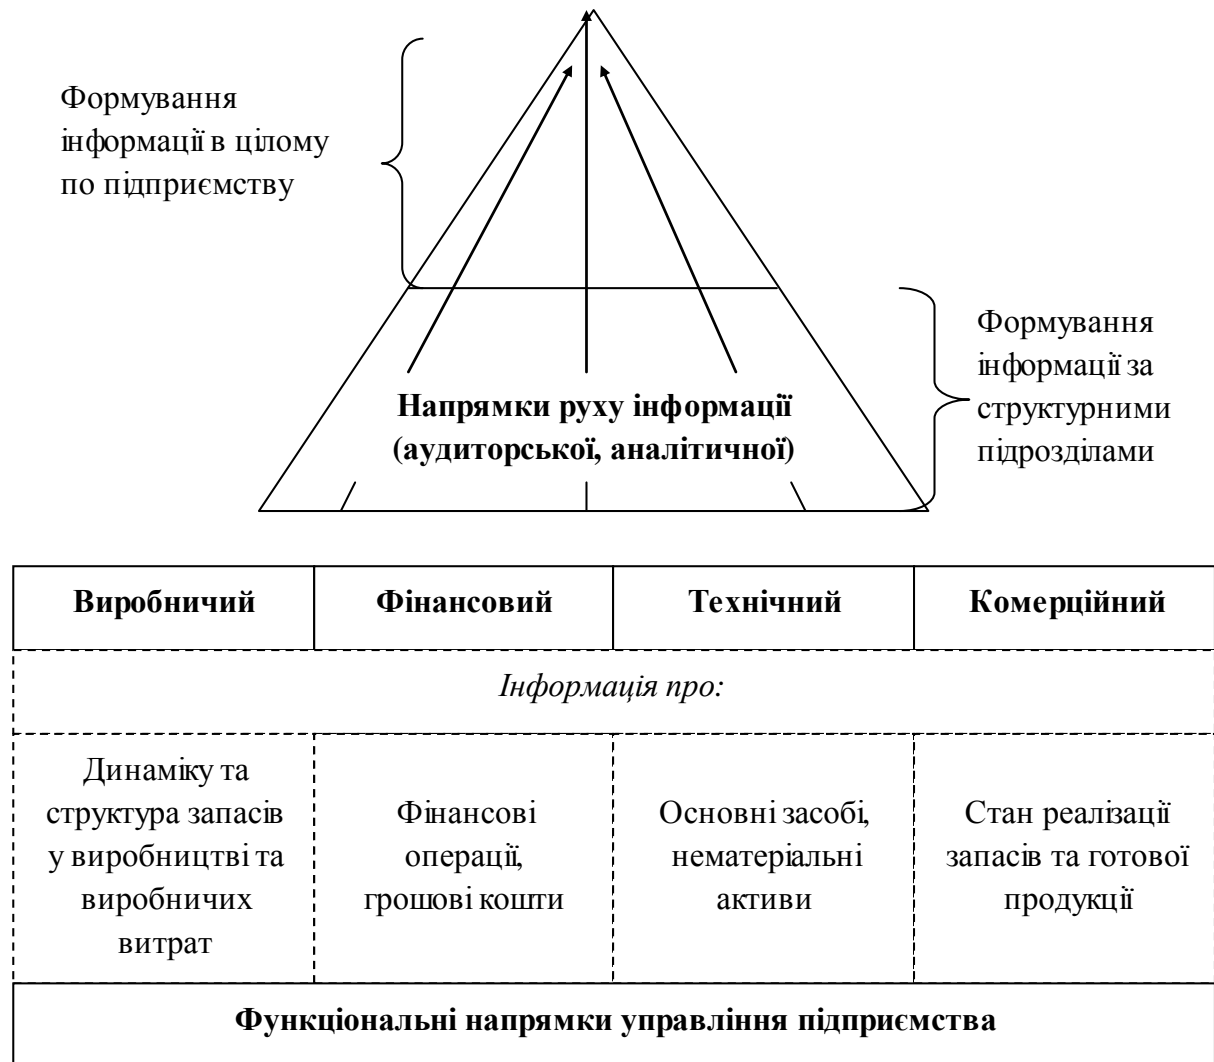 Формування
інформації в цілому
по підприємству
Формування
інформації за
структурними
підрозділами
Напрямки руху інформації
(аудиторської, аналітичної)
Виробничий
Фінансовий
Технічний
Комерційний
Інформація про:
Динаміку та
структура запасів
у виробництві та
виробничих
витрат
Фінансові
операції,
грошові кошти
Основні засобі,
нематеріальні
активи
Стан реалізації
запасів та готової
продукції
Функціональні напрямки управління підприємства